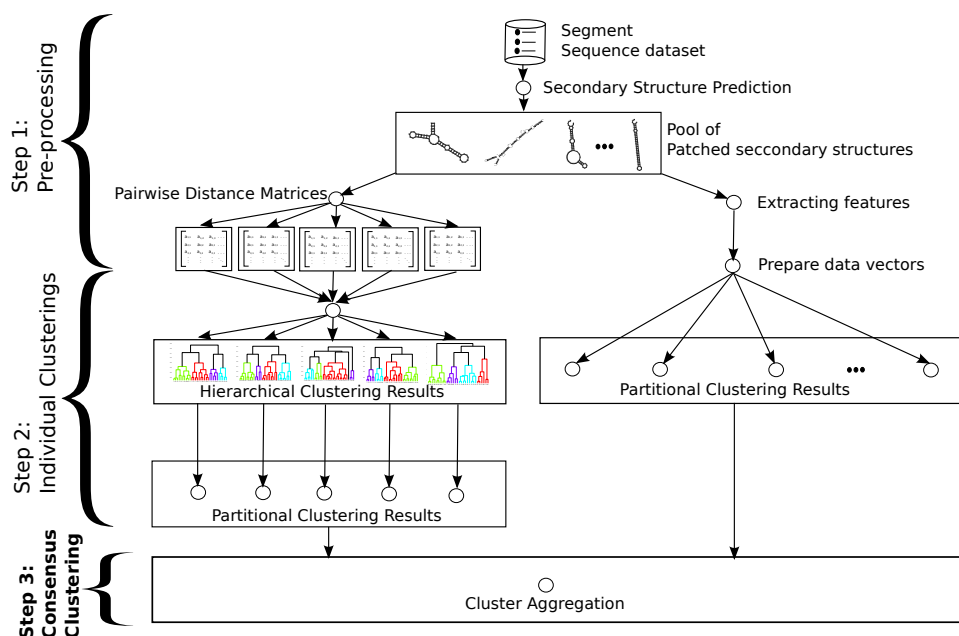 Segment
Sequence dataset
Secondary Structure Prediction
Pool of
Patched seccondary structures
Step 1:
Pre-processing
Pairwise Distance Matrices
Extracting features
Prepare data vectors
Step 2:
Individual Clusterings
Hierarchical Clustering Results
Partitional Clustering Results
Partitional Clustering Results
Step 3:
Consensus
Clustering
Cluster Aggregation